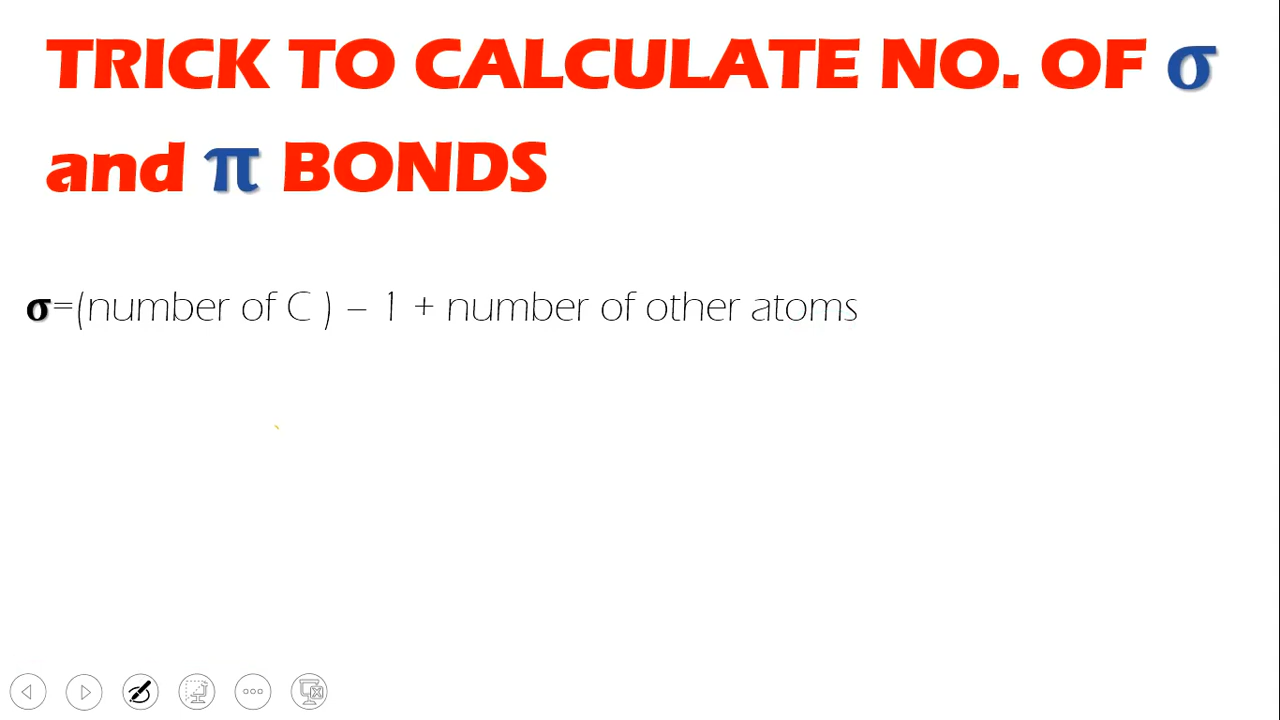 TRICK TO CALCULATE NO. OF σ
and π BONDS
σ=(number of C ) – 1 + number of other atoms